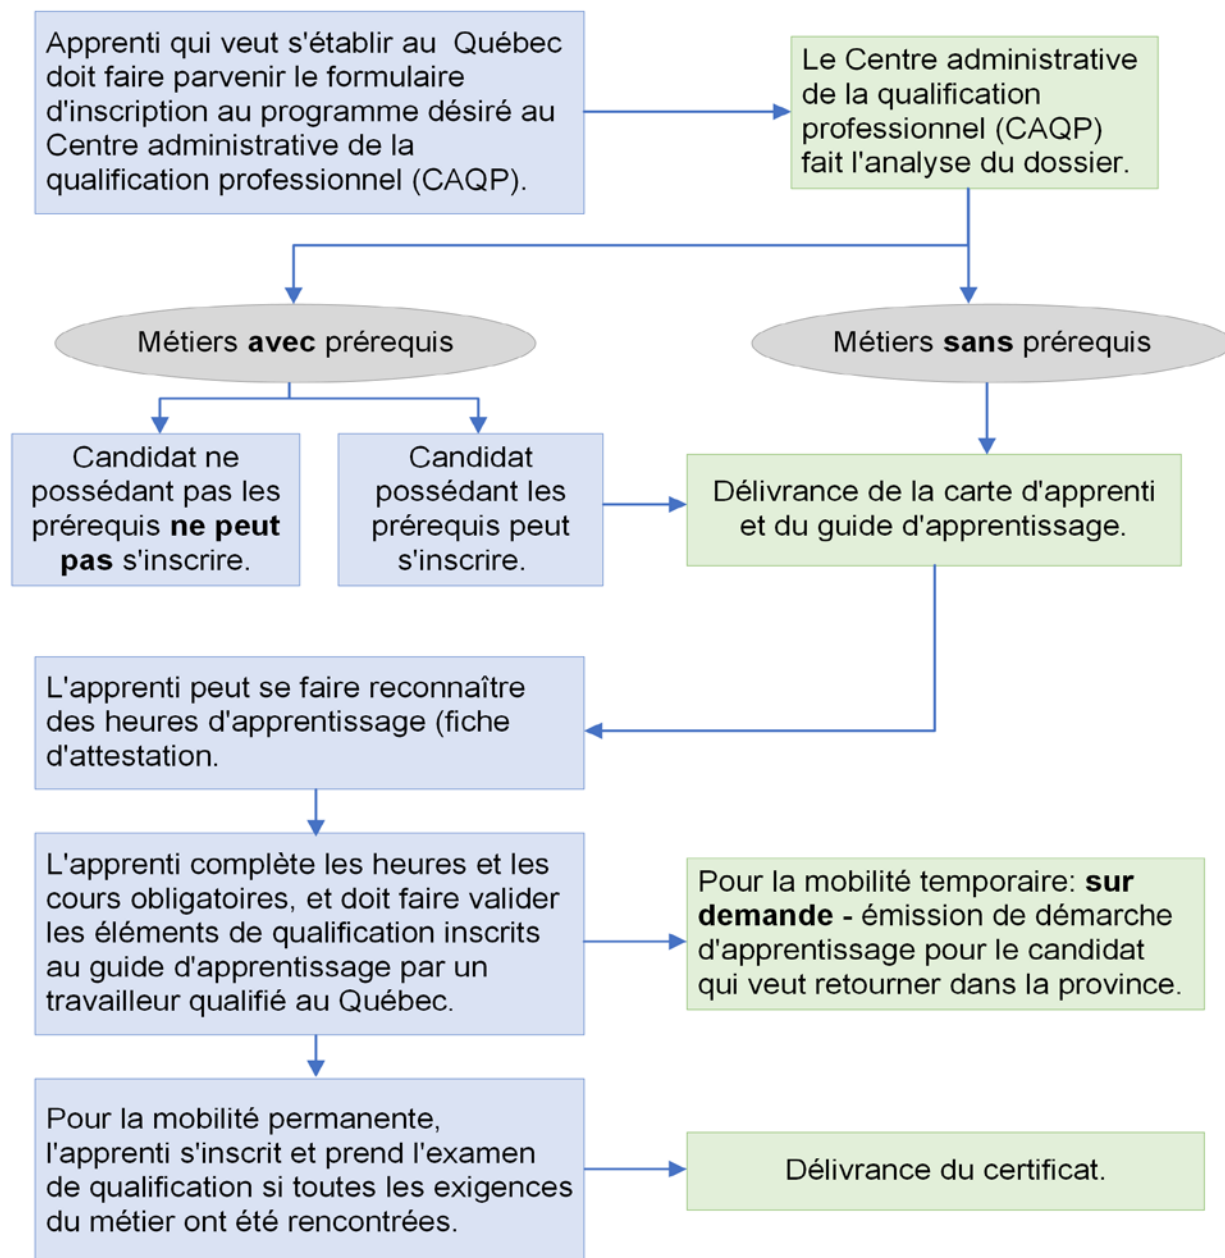 Apprenti qui veut s'établir au  Québec
doit faire parvenir le formulaire
d'inscription au programme désiré au
Centre administrative de la
qualification professionnel (CAQP).
Le Centre administrative
de la qualification
professionnel (CAQP)
fait l'analyse du dossier.
Métiers avec prérequis
Métiers sans prérequis
Candidat ne
possédant pas les
prérequis ne peut
pas s'inscrire.
Candidat
possédant les
prérequis peut
s'inscrire.
Délivrance de la carte d'apprenti
et du guide d'apprentissage.
L'apprenti peut se faire reconnaître
des heures d'apprentissage (fiche
d'attestation.
L'apprenti complète les heures et les
cours obligatoires, et doit faire valider
les éléments de qualification inscrits
au guide d'apprentissage par un
travailleur qualifié au Québec.
Pour la mobilité temporaire: sur
demande - émission de démarche
d'apprentissage pour le candidat
qui veut retourner dans la province.
Pour la mobilité permanente,
l'apprenti s'inscrit et prend l'examen
de qualification si toutes les exigences
du métier ont été rencontrées.
Délivrance du certificat.